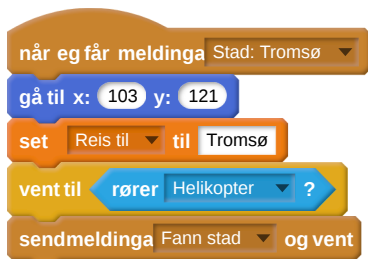 når eg får meldinga Stad: Tromsø
gå til x: 103 y: 121
set Reis til til Tromsø
vent til rører Helikopter ?
sendmeldinga Fann stad og vent